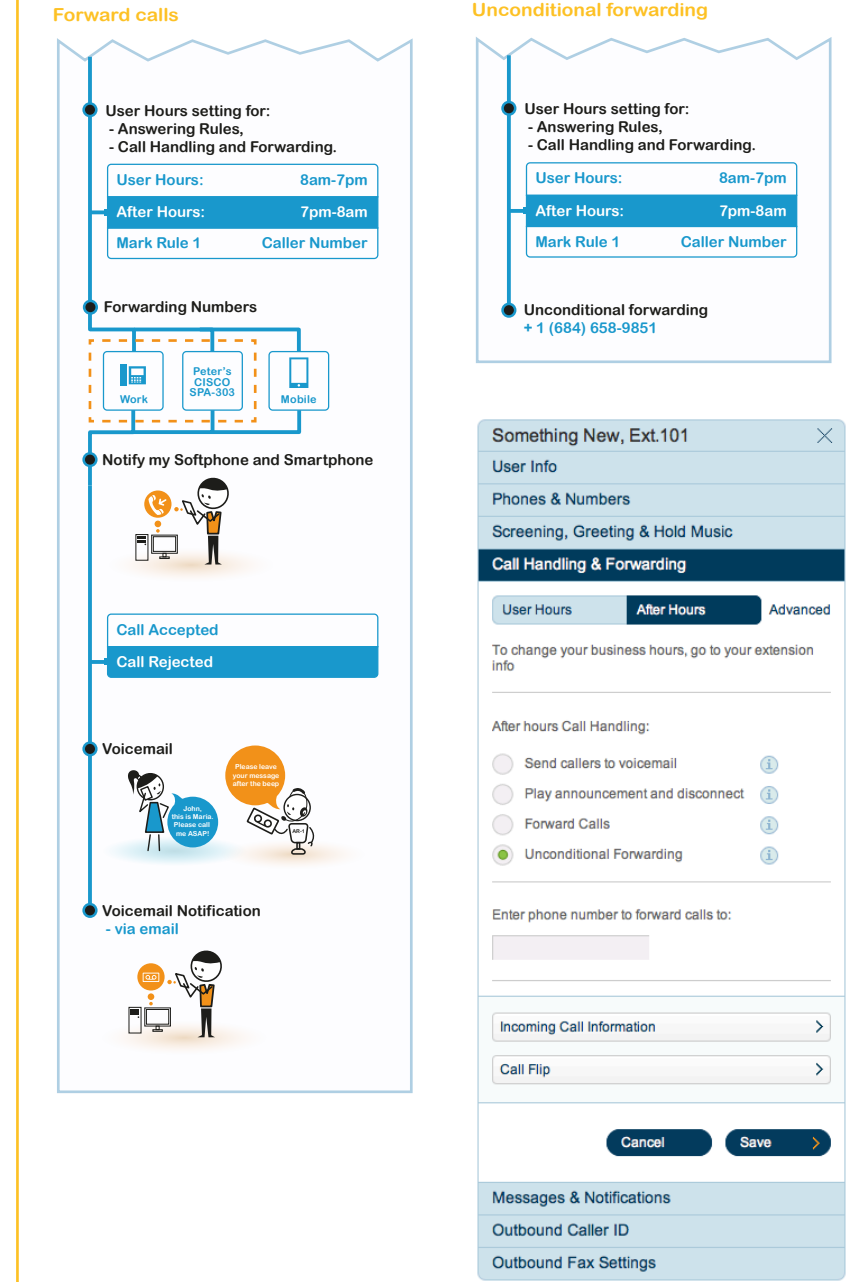 Forward calls
User Hours setting for:
- Answering Rules,
- Call Handling and Forwarding.
User Hours: 8am-7pm
After Hours: 7pm-8am
Mark Rule 1 Caller Number
Forwarding Numbers
Work
Peter's
CISCO
SPA-303
Mobile
Notify my Softphone and Smartphone
Call Accepted
Call Rejected
Voicemail
Please leave
your message
after the beep
John,
this is Maria.
Please call
me ASAP!
AR-1
Voicemail Notification
- via email
Unconditional forwarding
User Hours setting for:
- Answering Rules,
- Call Handling and Forwarding.
User Hours: 8am-7pm
After Hours: 7pm-8am
Mark Rule 1 Caller Number
Unconditional forwarding
+ 1 (684) 658-9851
Something New, Ext.101
User Info
Phones & Numbers
Screening, Greeting & Hold Music
Call Handling & Forwarding
User Hours After Hours Advanced
To change your business hours, go to your extension
info
After hours Call Handling:
Send callers to voicemail i
Play announcement and disconnect i
Forward Calls i
Unconditional Forwarding i
Enter phone number to forward calls to:
Incoming Call Information
Call Flip
Cancel Save
Messages & Notifications
Outbound Caller ID
Outbound Fax Settings